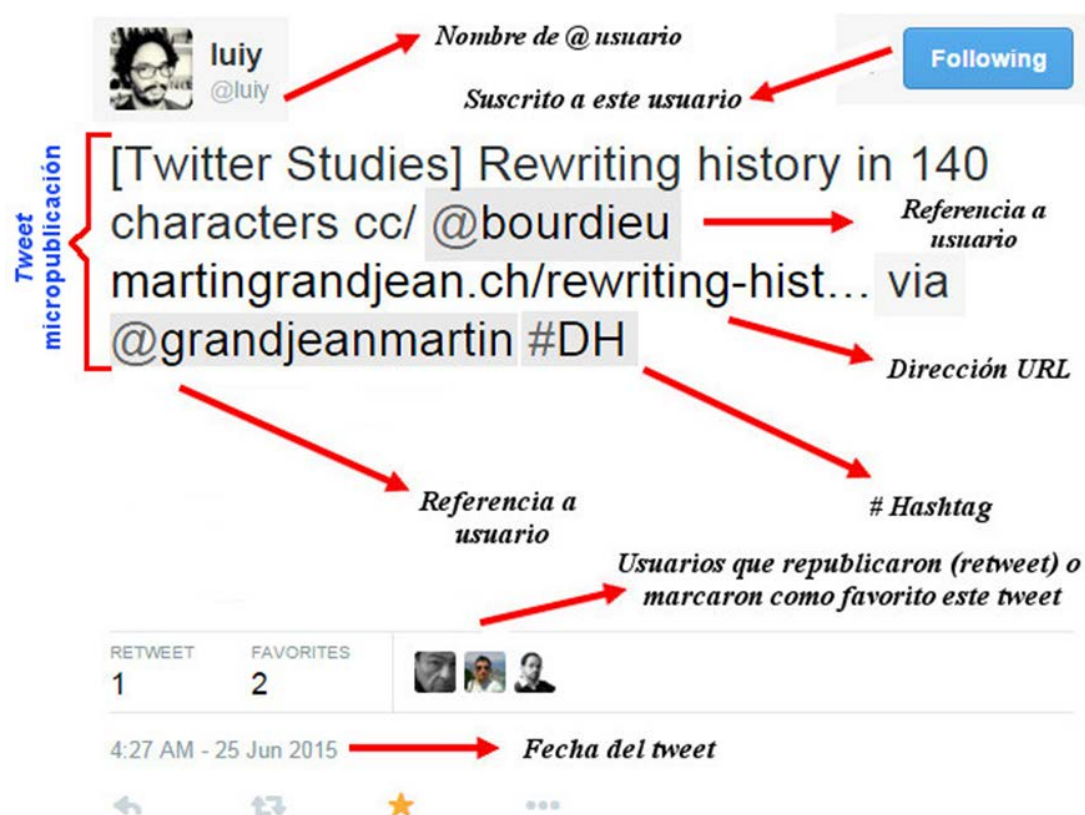 luiy
@luiy
Nombre de @ usuario
Following
Suscrito a este usuario
Tweet
micropublicación
[Twitter Studies] Rewriting history in 140
characters cc/ @bourdieu
martingrandjean.ch/rewriting-hist... via
@grandjeanmartin #DH
Referencia a
usuario
Dirección URL
Referencia a
usuario
# Hashtag
Usuarios que republicaron (retweet) o
marcaron como favorito este tweet
RETWEET
1
FAVORITES
2
4:27 AM - 25 Jun 2015
Fecha del tweet